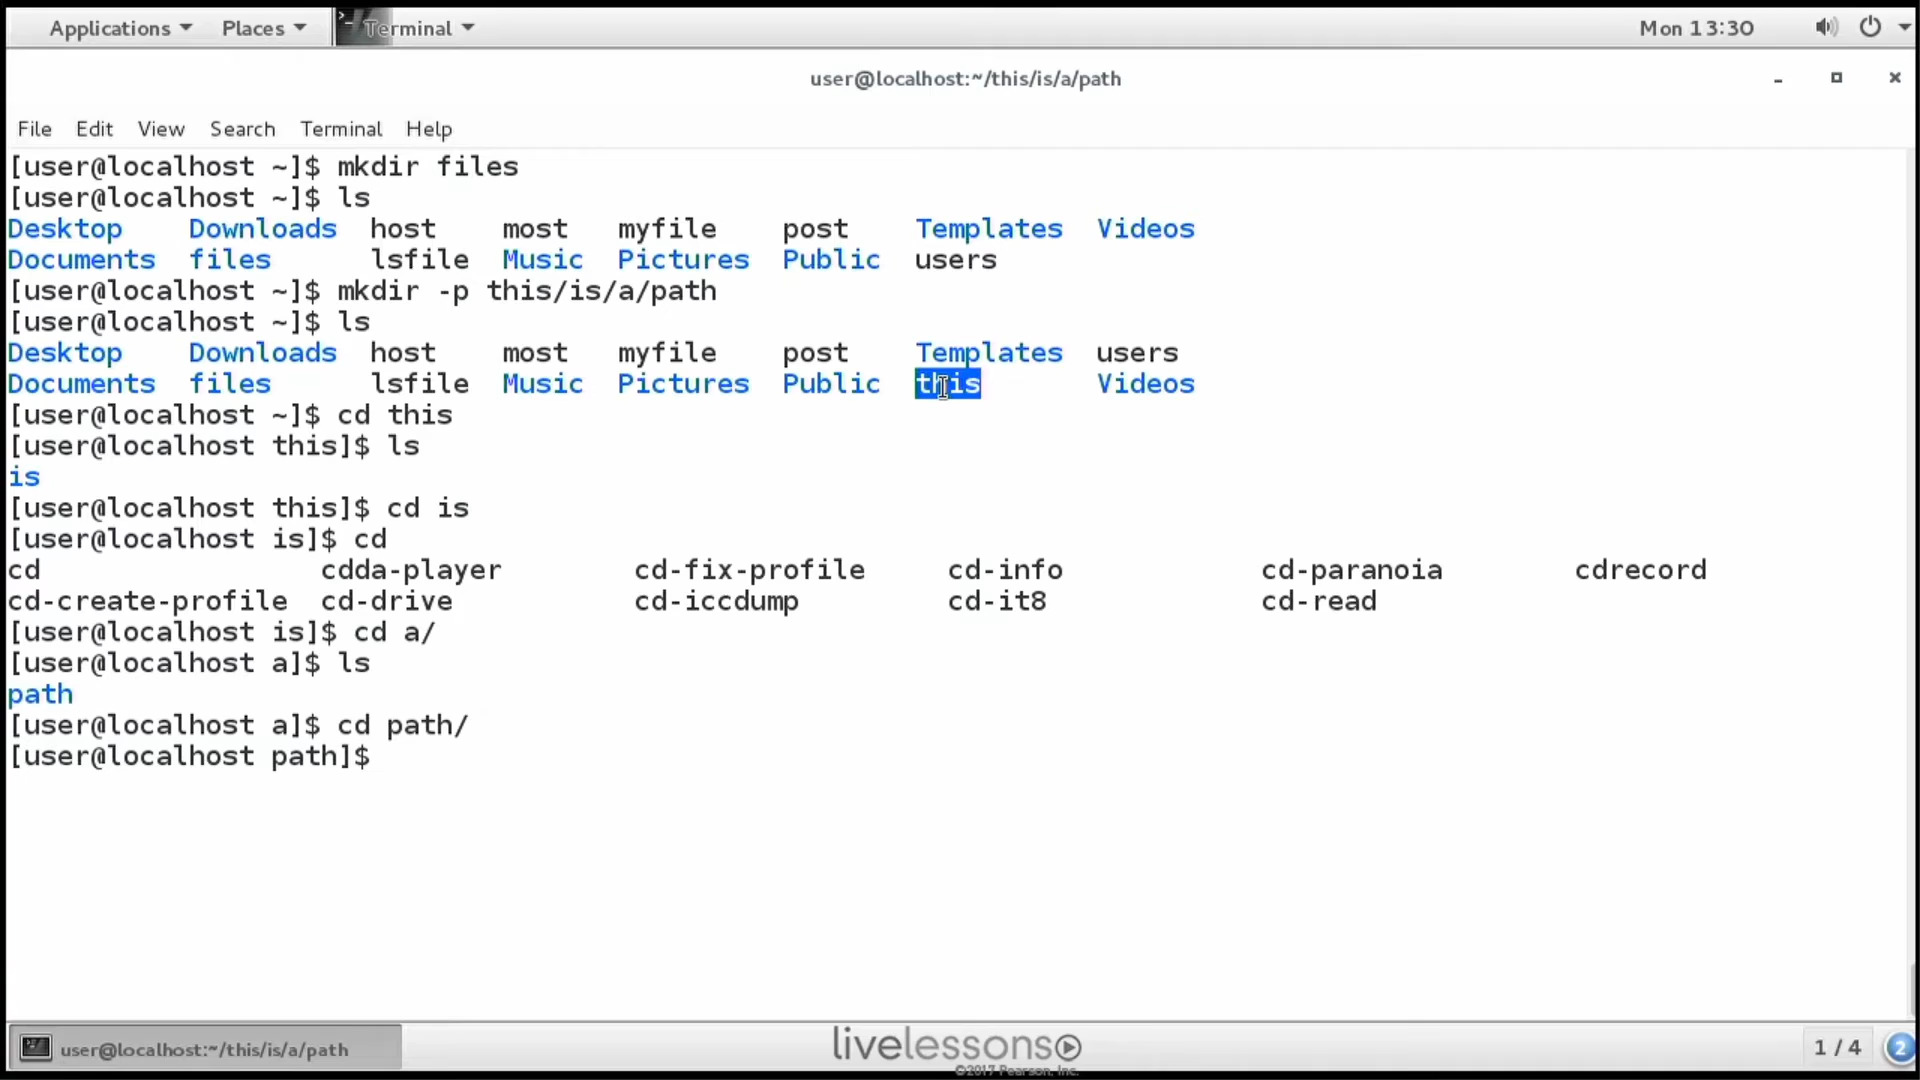 Applications Places Terminal Mon 13:30
user@localhost:~/this/is/a/path
File Edit View Search Terminal Help
[user@localhost ~]$ mkdir files
[user@localhost ~]$ ls
Desktop Downloads host most myfile post Templates Videos
Documents files lsfile Music Pictures Public users
[user@localhost ~]$ mkdir -p this/is/a/path
[user@localhost ~]$ ls
Desktop Downloads host most myfile post Templates users
Documents files lsfile Music Pictures Public this Videos
[user@localhost ~]$ cd this
[user@localhost this]$ ls
is
[user@localhost this]$ cd is
[user@localhost is]$ cd
cd cdda-player cd-fix-profile cd-info cd-paranoia cdrecord
cd-create-profile cd-drive cd-iccdump cd-it8 cd-read
[user@localhost is]$ cd a/
[user@localhost a]$ ls
path
[user@localhost a]$ cd path/
[user@localhost path]$
user@localhost:~/this/is/a/path livelessons 1 / 4 2
©2017 Pearson, Inc.